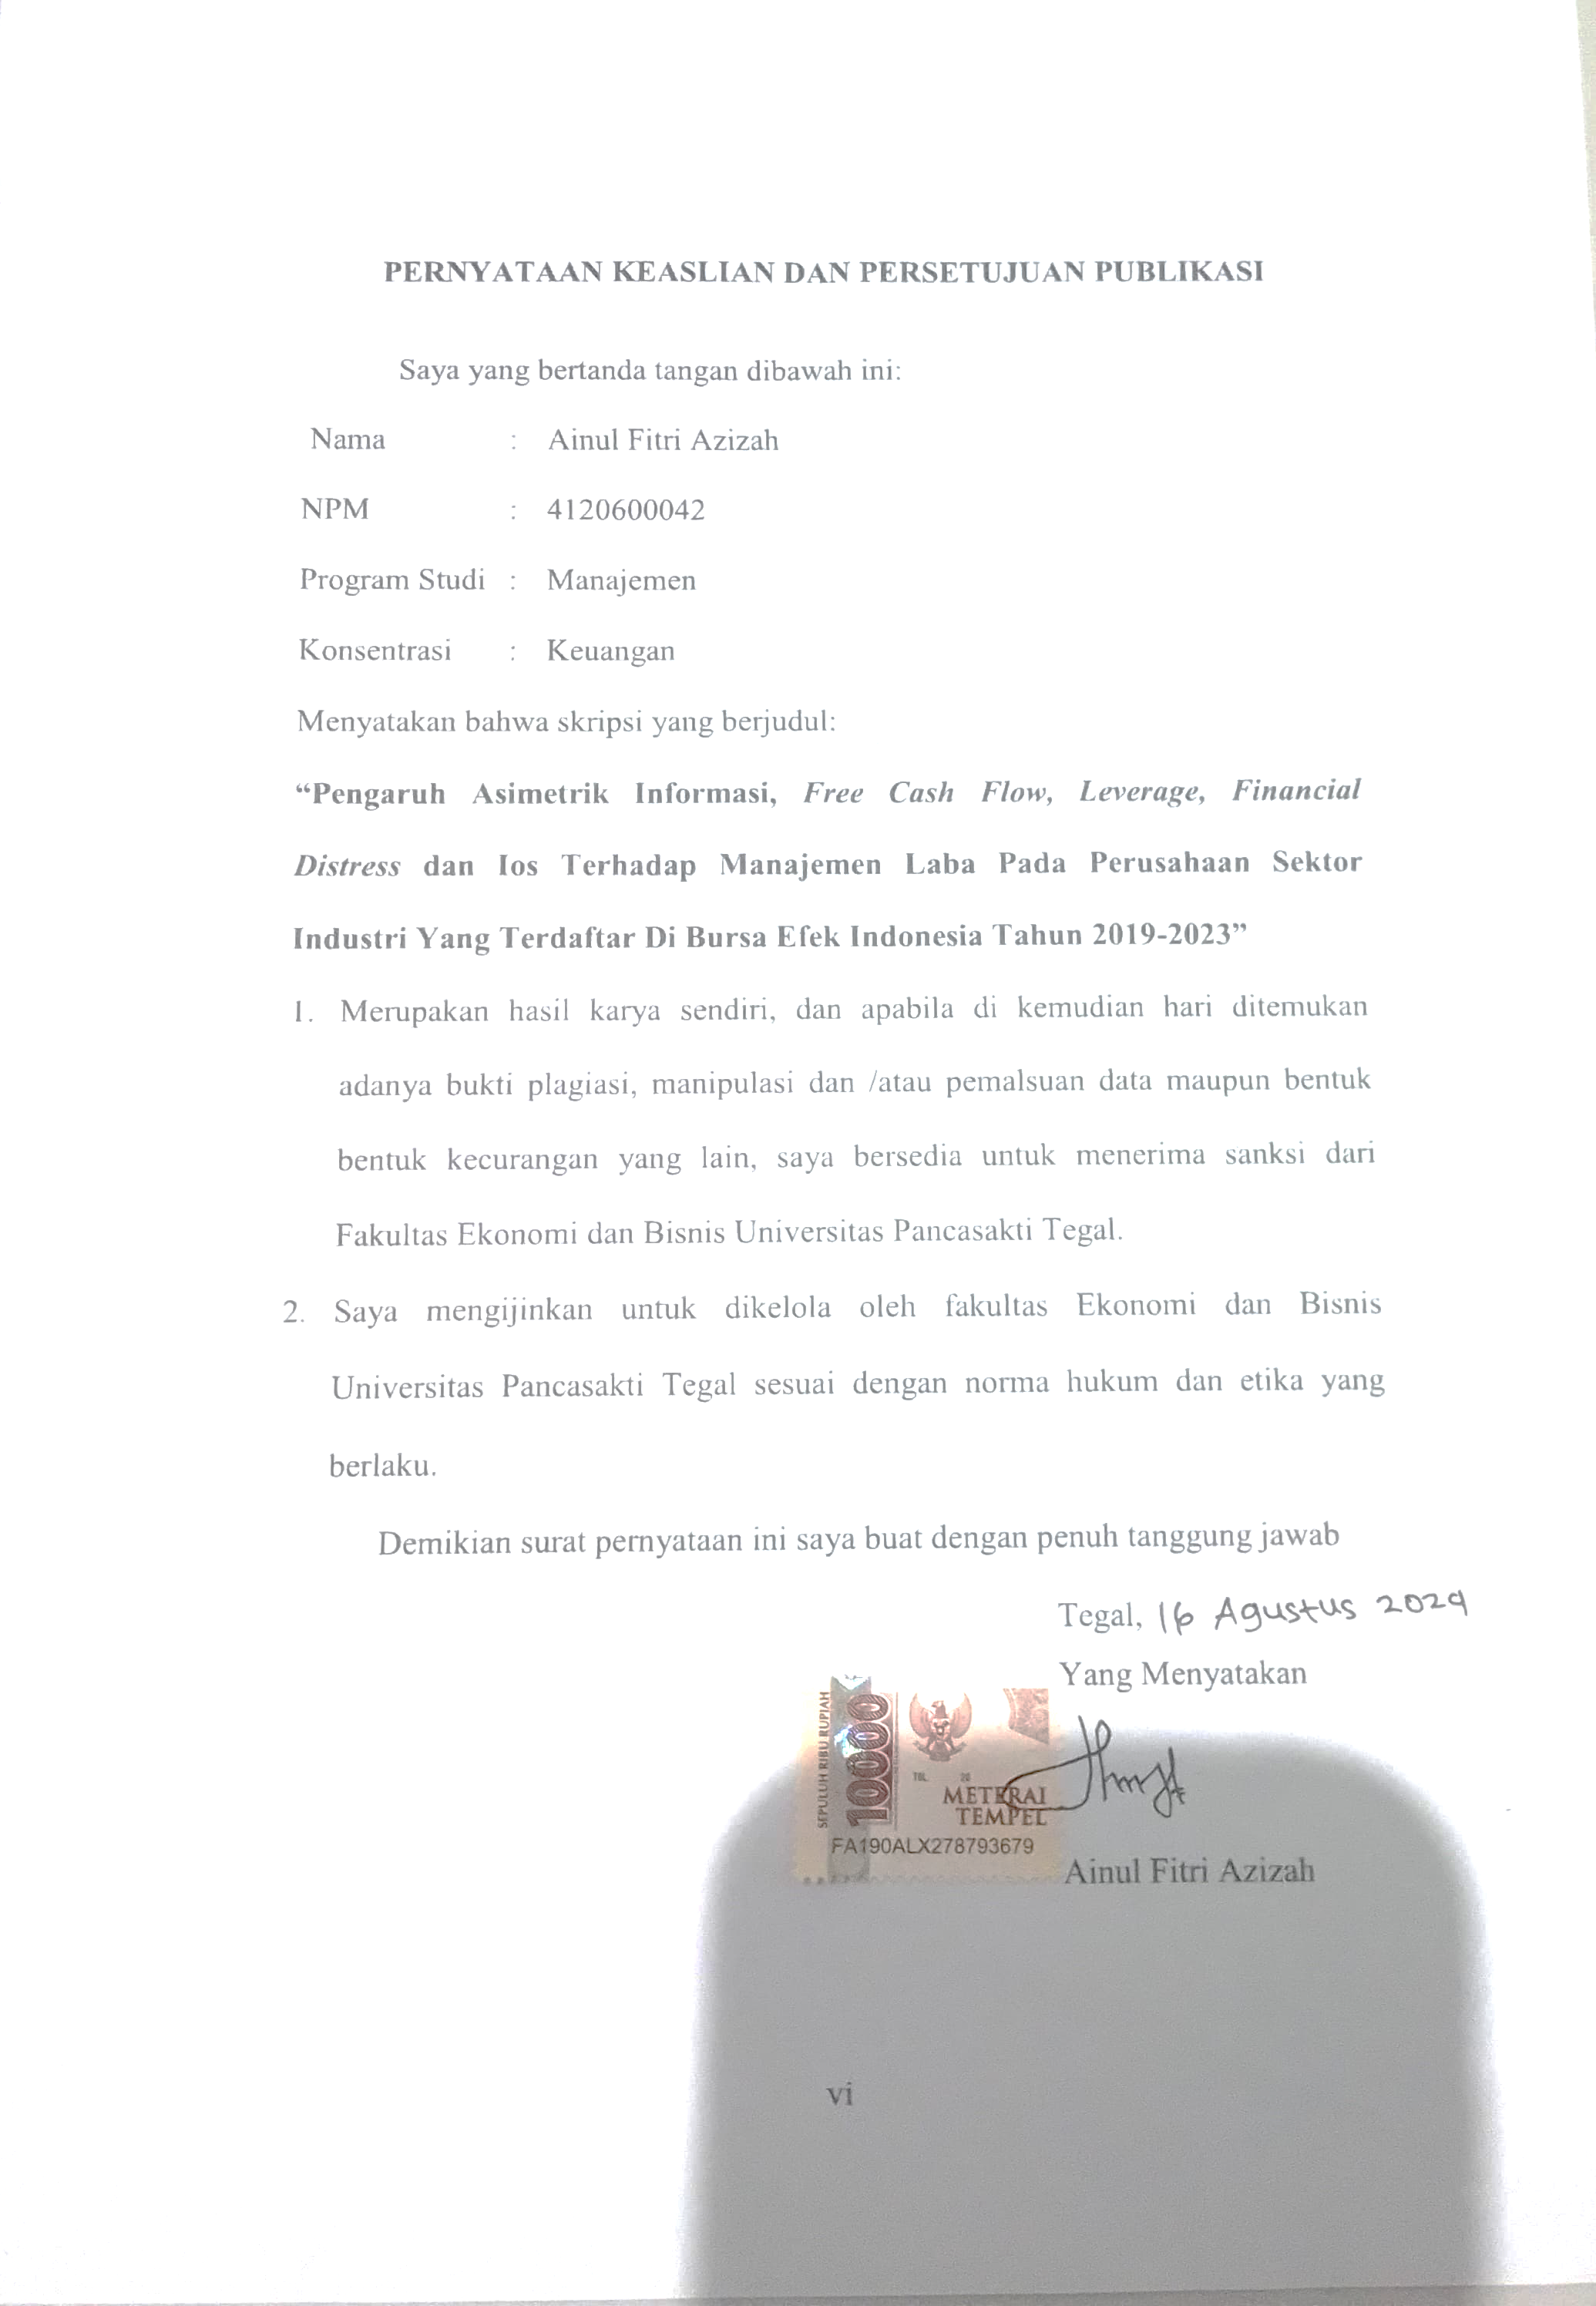 PERNYATAAN KEASLIAN DAN PERSETUJUAN PUBLIKASI
Saya yang bertanda tangan dibawah ini:
Nama : Ainul Fitri Azizah
NPM : 4120600042
Program Studi : Manajemen
Konsentrasi : Keuangan
Menyatakan bahwa skripsi yang berjudul:
“Pengaruh Asimetrik Informasi, Free Cash Flow, Leverage, Financial
Distress dan Ios Terhadap Manajemen Laba Pada Perusahaan Sektor
Industri Yang Terdaftar Di Bursa Efek Indonesia Tahun 2019-2023”
1. Merupakan hasil karya sendiri, dan apabila di kemudian hari ditemukan
adanya bukti plagiasi, manipulasi dan /atau pemalsuan data maupun bentuk
bentuk kecurangan yang lain, saya bersedia untuk menerima sanksi dari
Fakultas Ekonomi dan Bisnis Universitas Pancasakti Tegal.
2. Saya mengijinkan untuk dikelola oleh fakultas Ekonomi dan Bisnis
Universitas Pancasakti Tegal sesuai dengan norma hukum dan etika yang
berlaku.
Demikian surat pernyataan ini saya buat dengan penuh tanggung jawab
Tegal, 16 Agustus 2024
Yang Menyatakan
SEPULUH RIBU RUPIAH
10000
TGL. 20
METERAI
TEMPEL
FA190ALX278793679
Ainul Fitri Azizah
vi